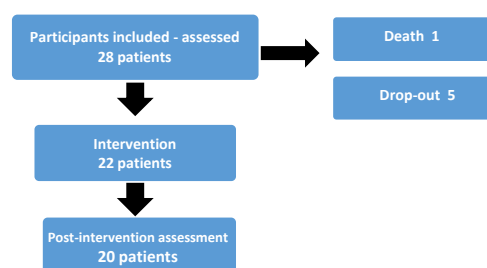 Participants included - assessed
28 patients
Death 1
Drop-out 5
Intervention
22 patients
Post-intervention assessment
20 patients